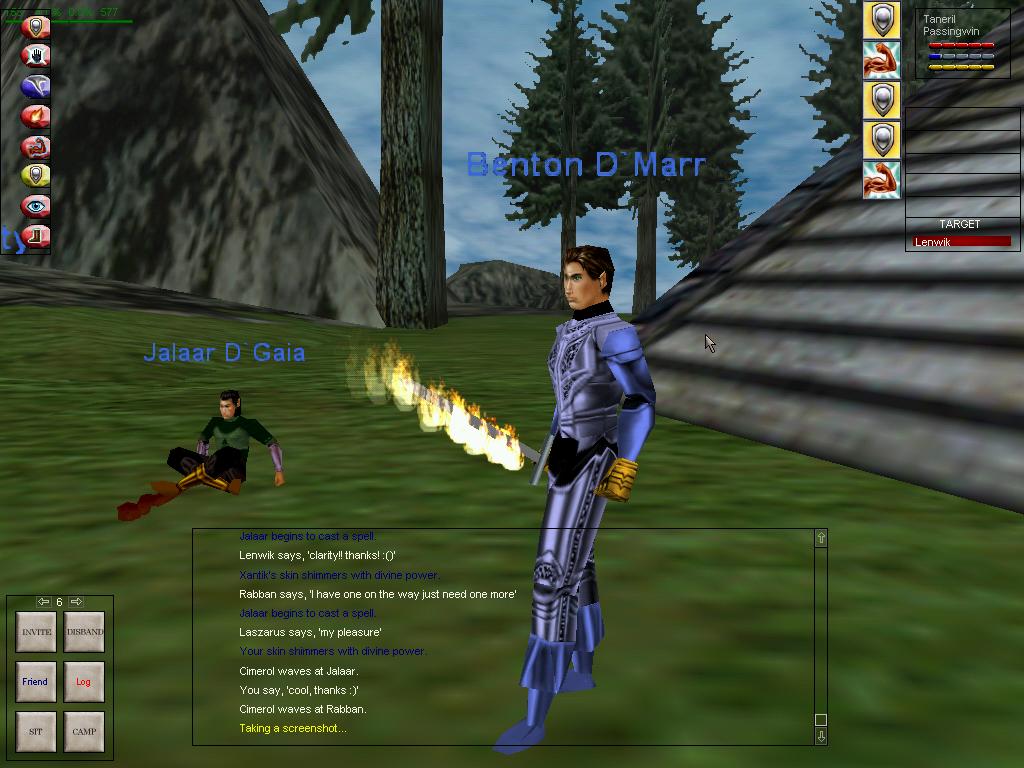 Taneril
Passingwin
Benton D`Marr
TARGET
Lenwik
Jalaar D`Gaia
Jalaar begins to cast a spell.
Lenwik says, 'clarity!! thanks! :()'
Xantik's skin shimmers with divine power.
Rabban says, 'I have one on the way just need one more'
Jalaar begins to cast a spell.
Laszarus says, 'my pleasure'
Your skin shimmers with divine power.
Cimerol waves at Jalaar.
You say, 'cool, thanks :)'
Cimerol waves at Rabban.
Taking a screenshot...
6
INVITE DISBAND
Friend Log
SIT CAMP